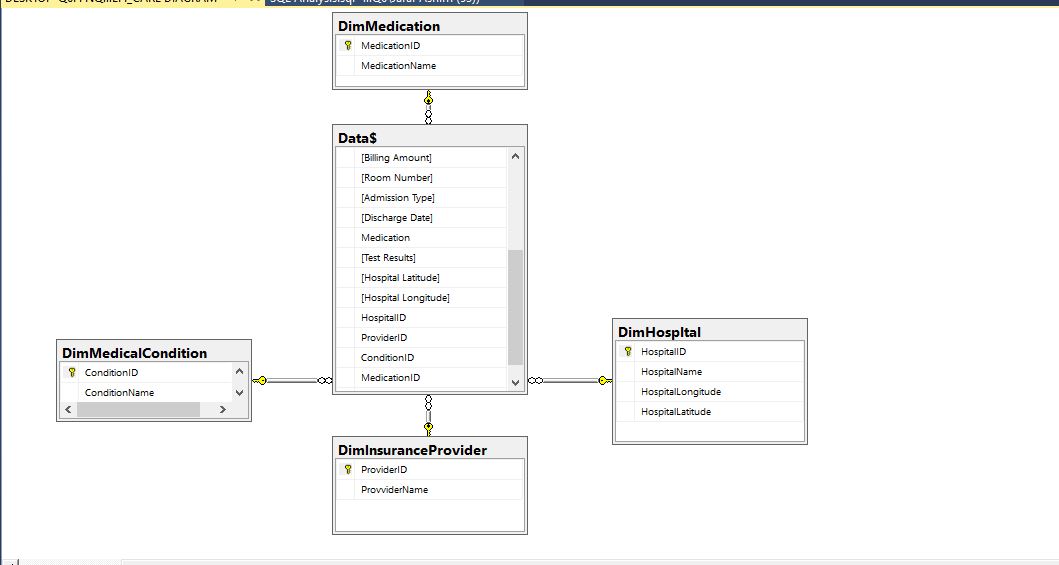 DimMedication
MedicationID
MedicationName
Data$
[Billing Amount]
[Room Number]
[Admission Type]
[Discharge Date]
Medication
[Test Results]
[Hospital Latitude]
[Hospital Longitude]
HospitalID
ProviderID
ConditionID
MedicationID
DimMedicalCondition
ConditionID
ConditionName
DimHospItal
HospitalID
HospitalName
HospitalLongitude
HospitalLatitude
DimInsuranceProvider
ProviderID
ProvviderName